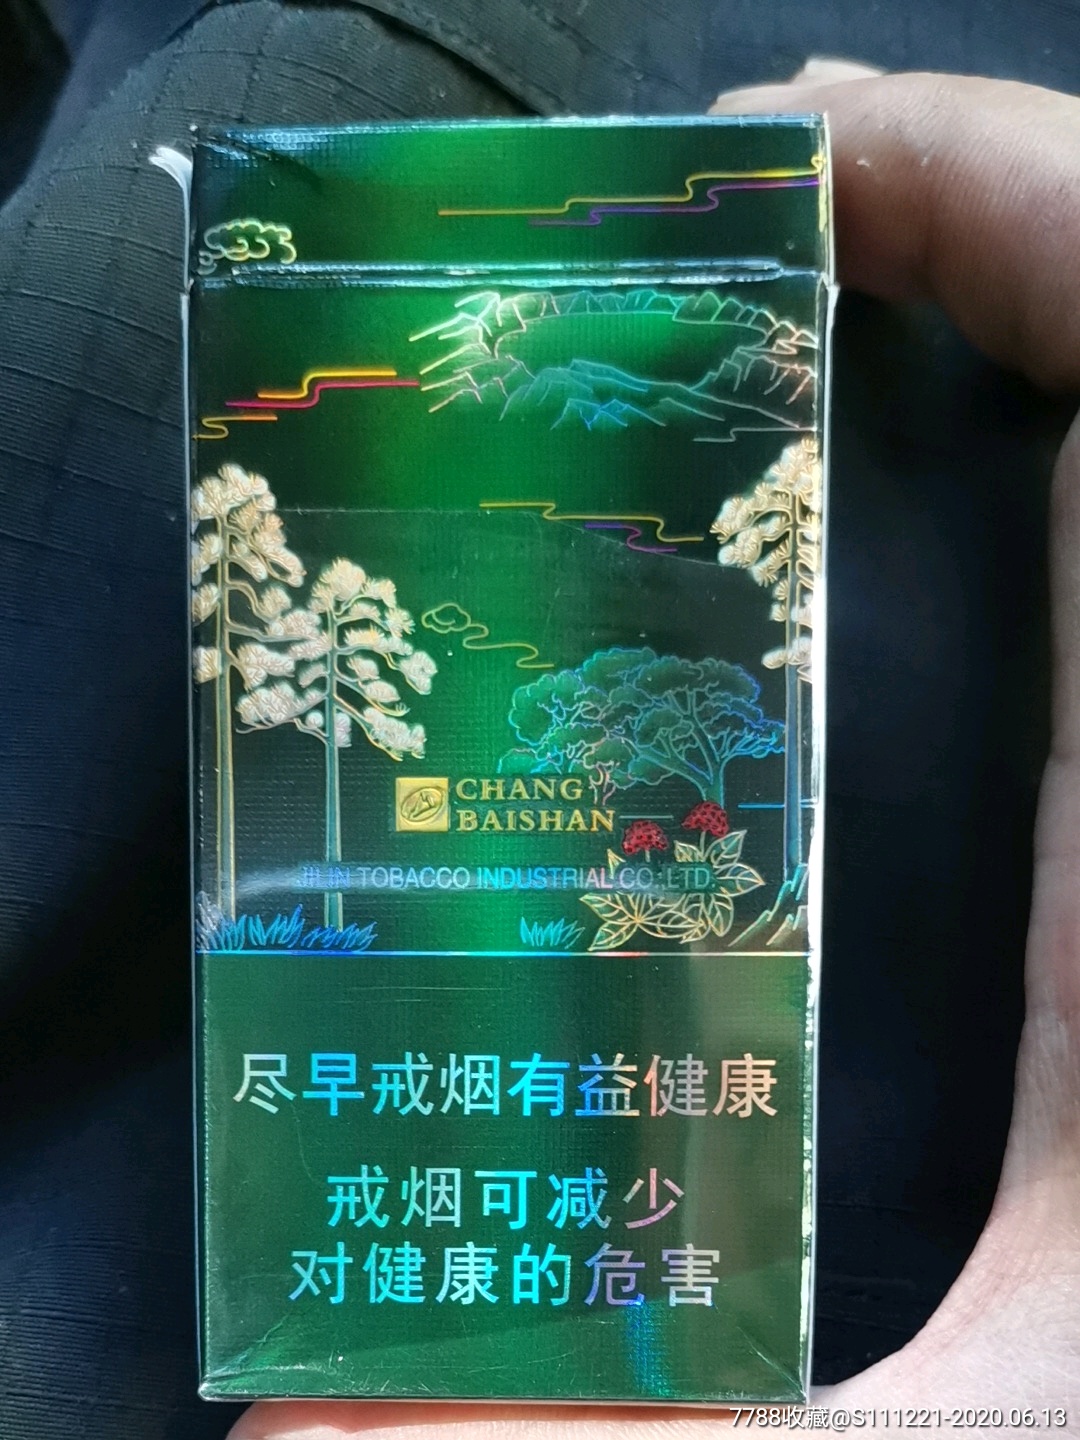 CHANG
BAISHAN
JILIN TOBACCO INDUSTRIAL CO.,LTD.
尽早戒烟有益健康
戒烟可减少
对健康的危害
7788收藏@S111221-2020.06.13